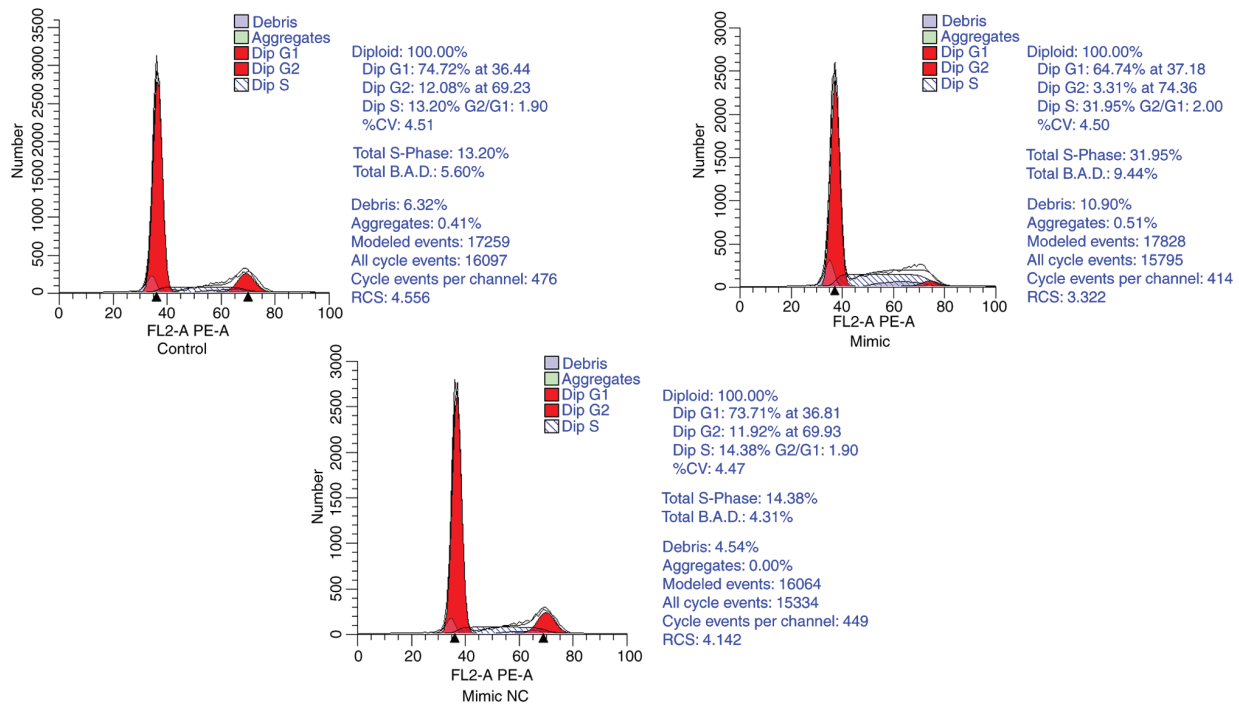 Number
3500
3000
2500
2000
1500
1000
500
0
0 20 40 60 80 100
FL2-A PE-A
Control
Debris
Aggregates
Dip G1
Dip G2
Dip S
Diploid: 100.00%
Dip G1: 74.72% at 36.44
Dip G2: 12.08% at 69.23
Dip S: 13.20% G2/G1: 1.90
%CV: 4.51
Total S-Phase: 13.20%
Total B.A.D.: 5.60%
Debris: 6.32%
Aggregates: 0.41%
Modeled events: 17259
All cycle events: 16097
Cycle events per channel: 476
RCS: 4.556
Number
3000
2500
2000
1500
1000
500
0
0 20 40 60 80 100
FL2-A PE-A
Mimic
Debris
Aggregates
Dip G1
Dip G2
Dip S
Diploid: 100.00%
Dip G1: 64.74% at 37.18
Dip G2: 3.31% at 74.36
Dip S: 31.95% G2/G1: 2.00
%CV: 4.50
Total S-Phase: 31.95%
Total B.A.D.: 9.44%
Debris: 10.90%
Aggregates: 0.51%
Modeled events: 17828
All cycle events: 15795
Cycle events per channel: 414
RCS: 3.322
Number
3000
2500
2000
1500
1000
500
0
0 20 40 60 80 100
FL2-A PE-A
Mimic NC
Debris
Aggregates
Dip G1
Dip G2
Dip S
Diploid: 100.00%
Dip G1: 73.71% at 36.81
Dip G2: 11.92% at 69.93
Dip S: 14.38% G2/G1: 1.90
%CV: 4.47
Total S-Phase: 14.38%
Total B.A.D.: 4.31%
Debris: 4.54%
Aggregates: 0.00%
Modeled events: 16064
All cycle events: 15334
Cycle events per channel: 449
RCS: 4.142